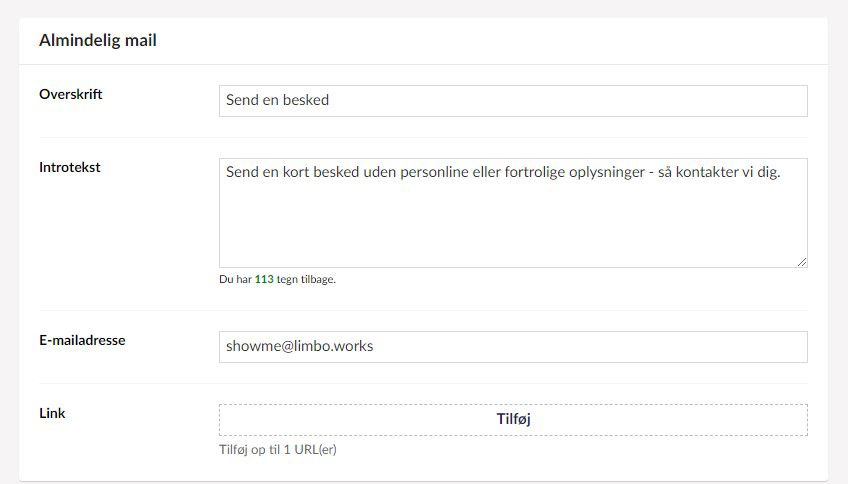 Almindelig mail
Overskrift
Send en besked
Introtekst
Send en kort besked uden personline eller fortrolige oplysninger - så kontakter vi dig.
Du har 113 tegn tilbage.
E-mailadresse
showme@limbo.works
Link
Tilføj
Tilføj op til 1 URL(er)